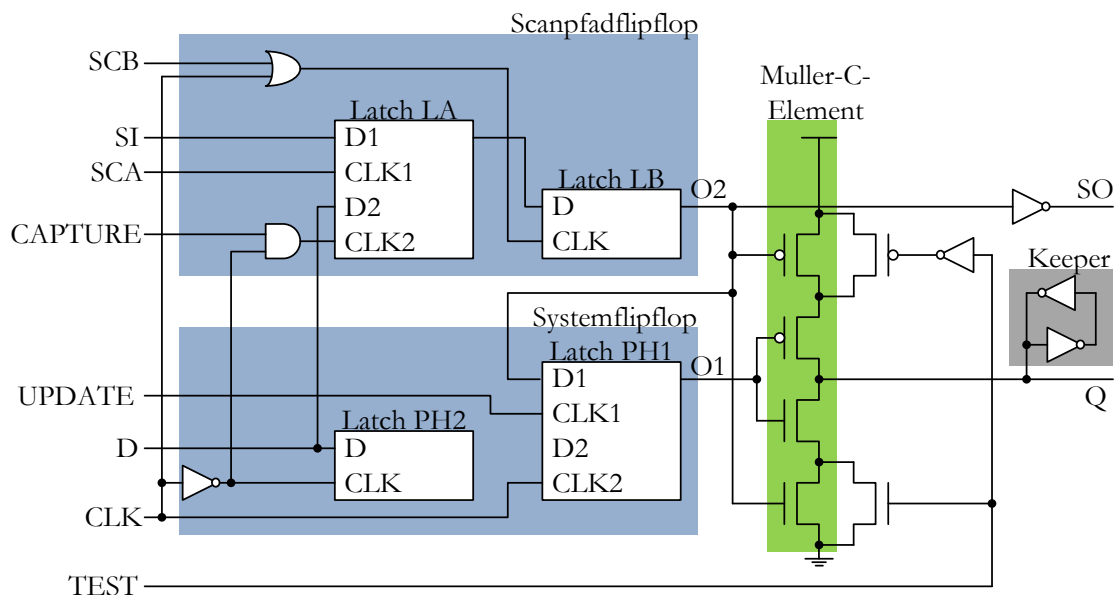 Scanpfadflipflop
SCB
Muller-C-
Element
Latch LA
SI
D1
SCA
CLK1
Latch LB
D2
D
O2
SO
CAPTURE
CLK2
CLK
Keeper
Systemflipflop
Latch PH1
O1
D1
UPDATE
CLK1
Q
Latch PH2
D
D
D2
CLK
CLK2
CLK
TEST